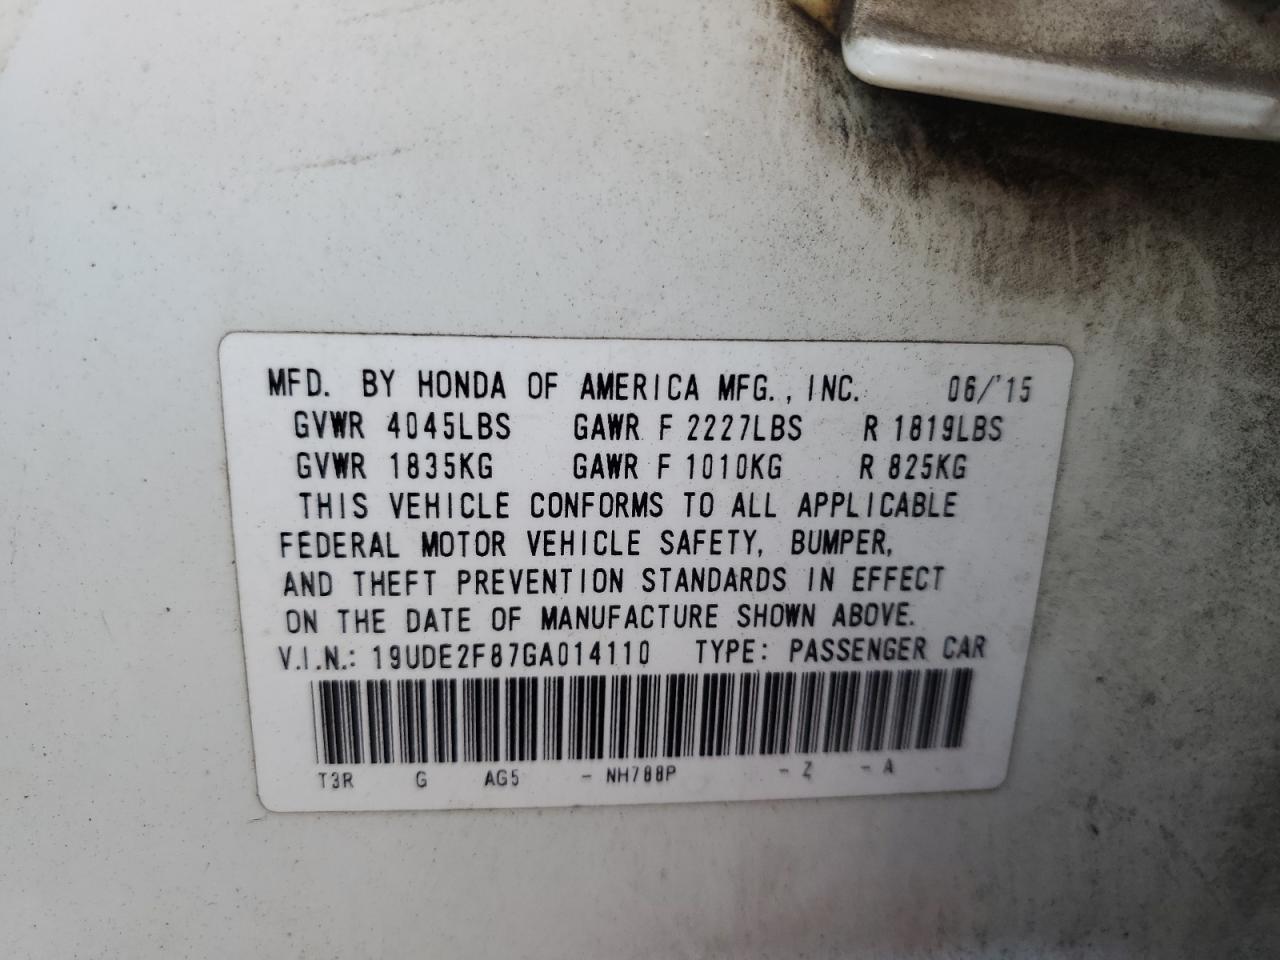 MFD. BY HONDA OF AMERICA MFG., INC. 06/'15
GVWR 4045LBS GAWR F 2227LBS R 1819LBS
GVWR 1835KG GAWR F 1010KG R 825KG
THIS VEHICLE CONFORMS TO ALL APPLICABLE
FEDERAL MOTOR VEHICLE SAFETY, BUMPER,
AND THEFT PREVENTION STANDARDS IN EFFECT
ON THE DATE OF MANUFACTURE SHOWN ABOVE.
V.I.N.: 19UDE2F87GA014110 TYPE: PASSENGER CAR
T3R G AG5 - NH788P - Z - A